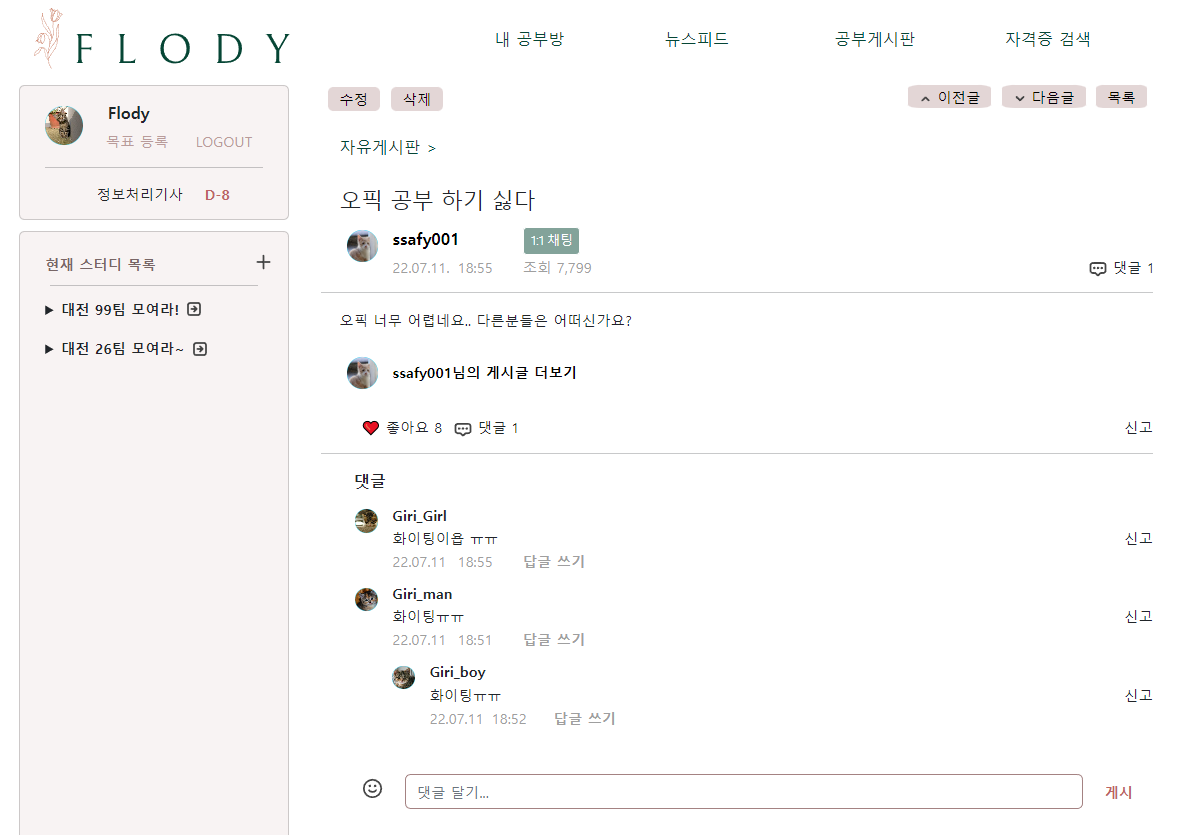 FLODY
내 공부방
뉴스피드
공부게시판
자격증 검색
Flody
목표 등록 LOGOUT
정보처리기사 D-8
현재 스터디 목록
대전 99팀 모여라!
대전 26팀 모여라~
수정 삭제
이전글 다음글 목록
자유게시판 >
오픽 공부 하기 싫다
ssafy001 1:1 채팅
22.07.11. 18:55 조회 7,799
댓글 1
오픽 너무 어렵네요.. 다른분들은 어떠신가요?
ssafy001님의 게시글 더보기
좋아요 8 댓글 1
신고
댓글
Giri_Girl
화이팅이욥 ㅠㅠ
신고
22.07.11 18:55 답글 쓰기
Giri_man
화이팅ㅠㅠ
신고
22.07.11 18:51 답글 쓰기
Giri_boy
화이팅ㅠㅠ
신고
22.07.11 18:52 답글 쓰기
댓글 달기...
게시